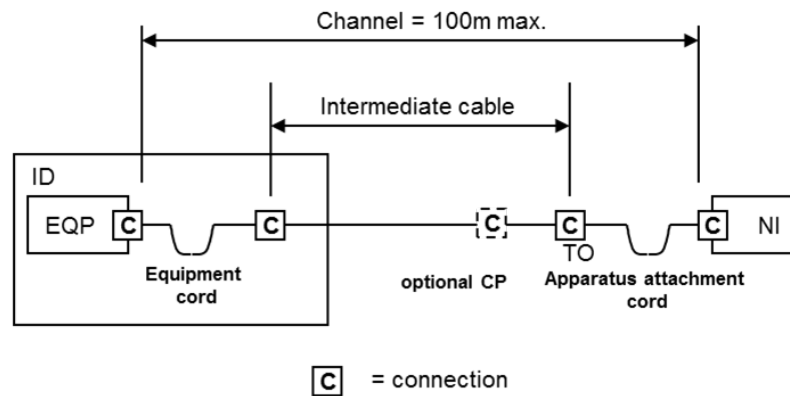 Channel = 100m max.
Intermediate cable
ID
EQP
C
C
C
C
C
NI
TO
Equipment
cord
optional CP
Apparatus attachment
cord
C
= connection